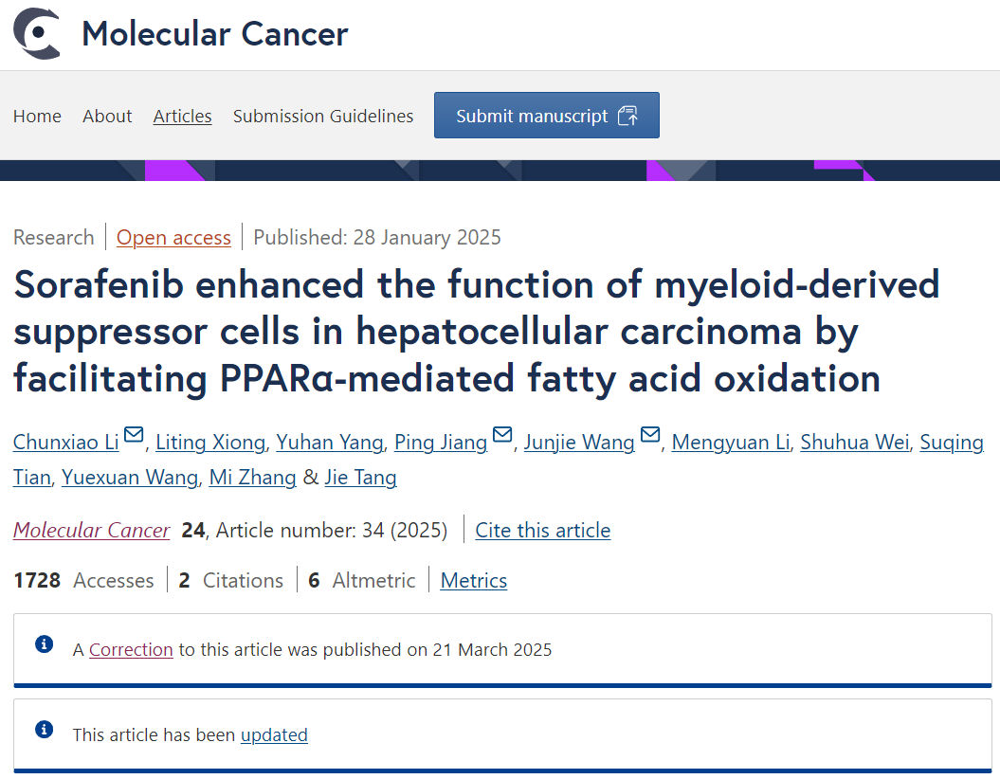 Molecular Cancer
Home About Articles Submission Guidelines Submit manuscript
Research Open access Published: 28 January 2025
Sorafenib enhanced the function of myeloid-derived
suppressor cells in hepatocellular carcinoma by
facilitating PPARα-mediated fatty acid oxidation
Chunxiao Li, Liting Xiong, Yuhan Yang, Ping Jiang, Junjie Wang, Mengyuan Li, Shuhua Wei, Suqing
Tian, Yuexuan Wang, Mi Zhang & Jie Tang
Molecular Cancer 24, Article number: 34 (2025) Cite this article
1728 Accesses 2 Citations 6 Altmetric Metrics
A Correction to this article was published on 21 March 2025
This article has been updated